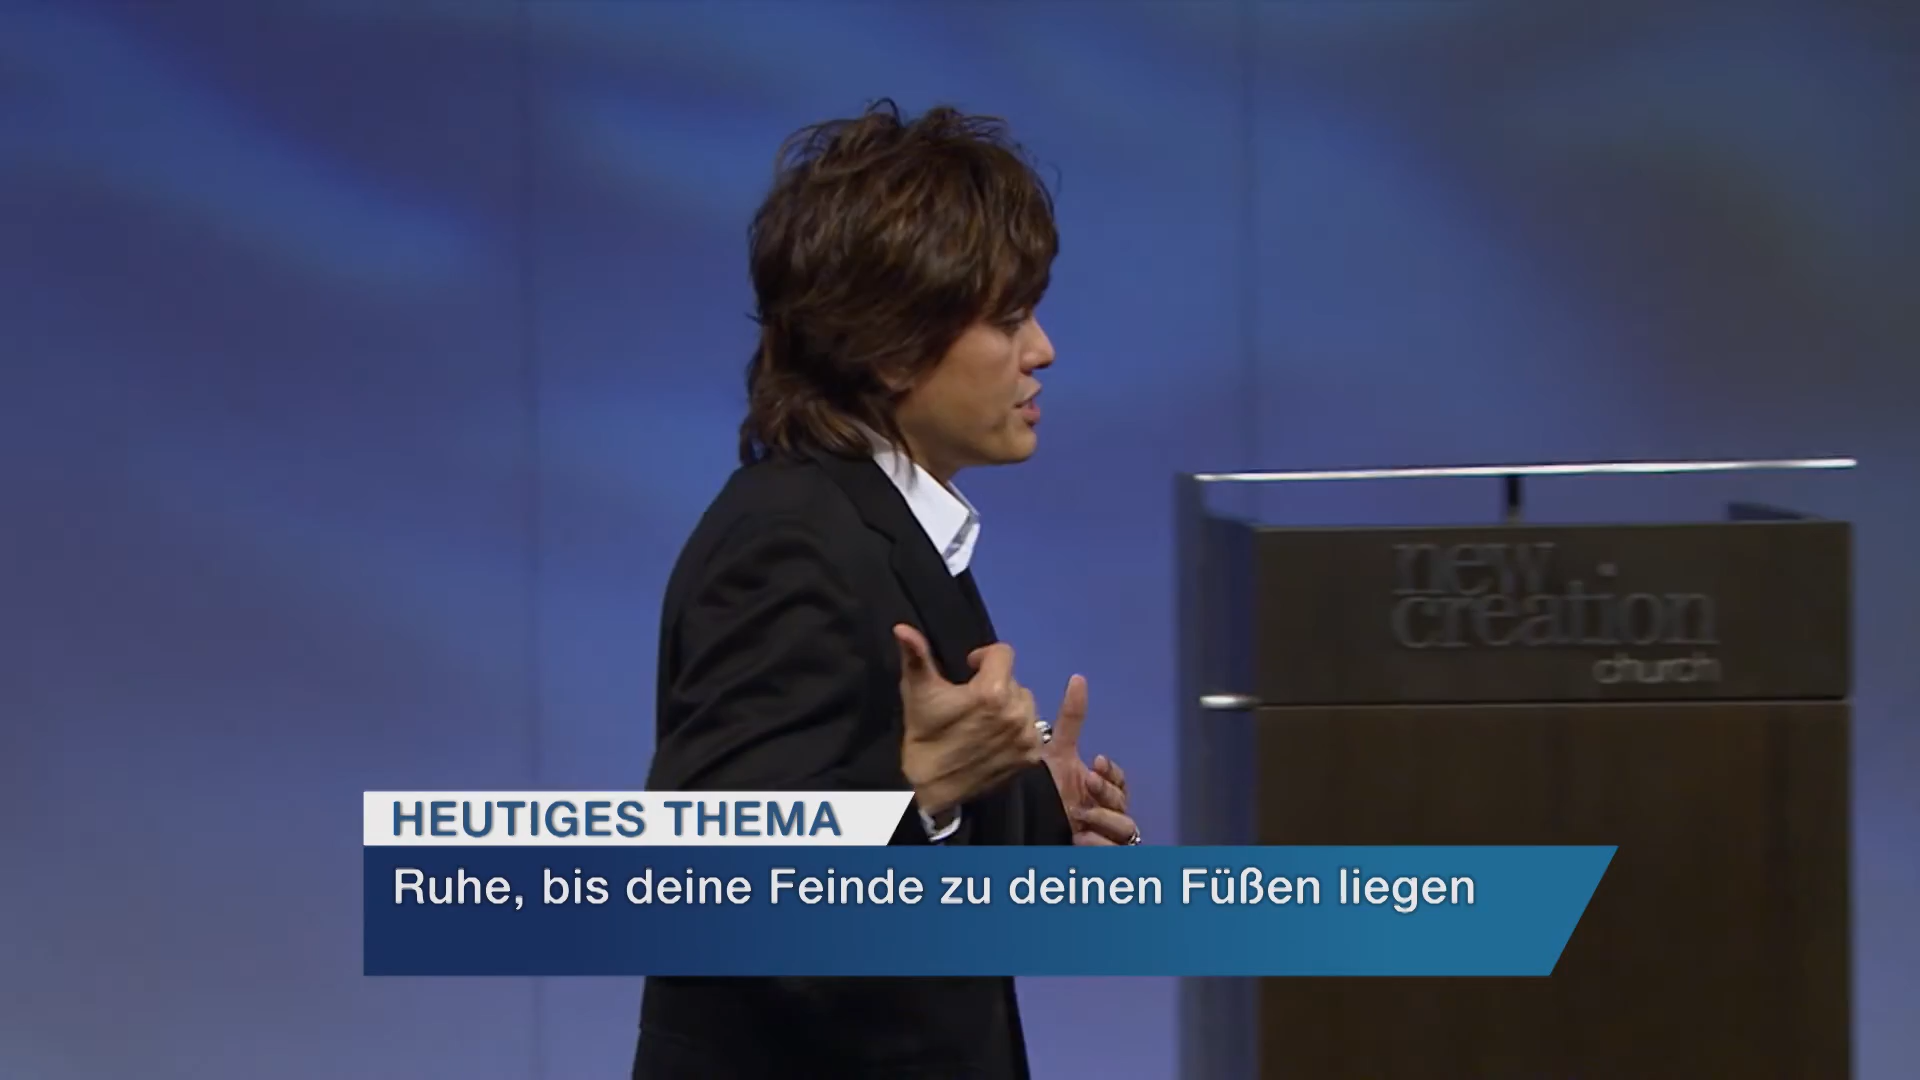 new
creation
church
HEUTIGES THEMA
Ruhe, bis deine Feinde zu deinen Füßen liegen